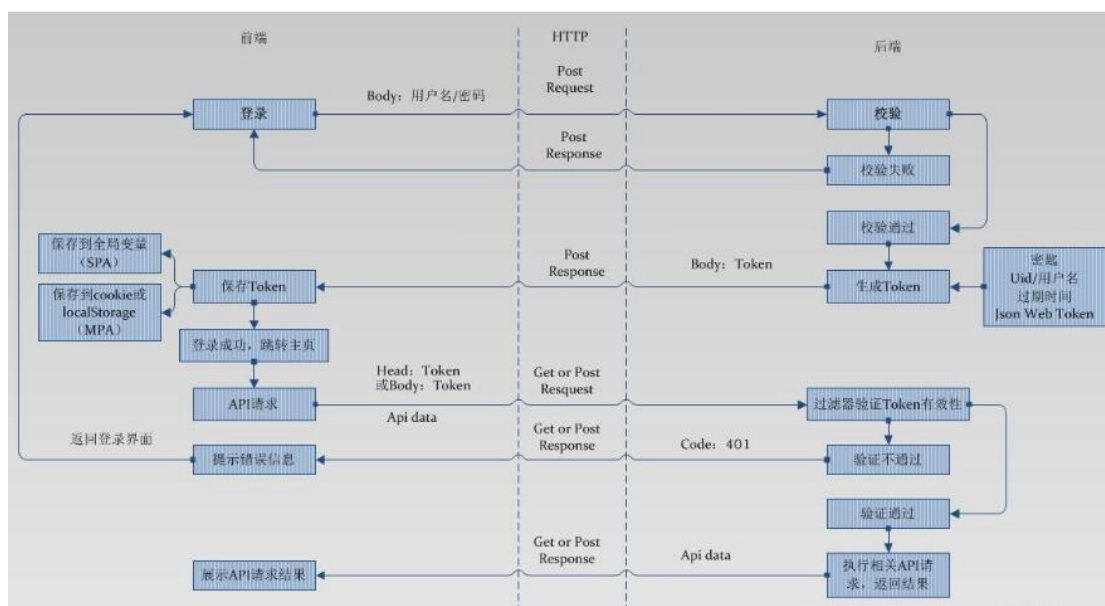 前端
HTTP
后端
Post
Request
Body：用户名/密码
登录
校验
Post
Response
校验失败
校验通过
保存到全局变量
（SPA）
保存到cookie或
localStorage
（MPA）
保存Token
Post
Response
Body：Token
生成Token
密匙
Uid/用户名
过期时间
Json Web Token
登录成功，跳转主页
Head：Token
或Body：Token
Get or Post
Resquest
API请求
Api data
过滤器验证Token有效性
返回登录界面
提示错误信息
Get or Post
Response
Code：401
验证不通过
验证通过
Get or Post
Response
Api data
展示API请求结果
执行相关API请
求，返回结果